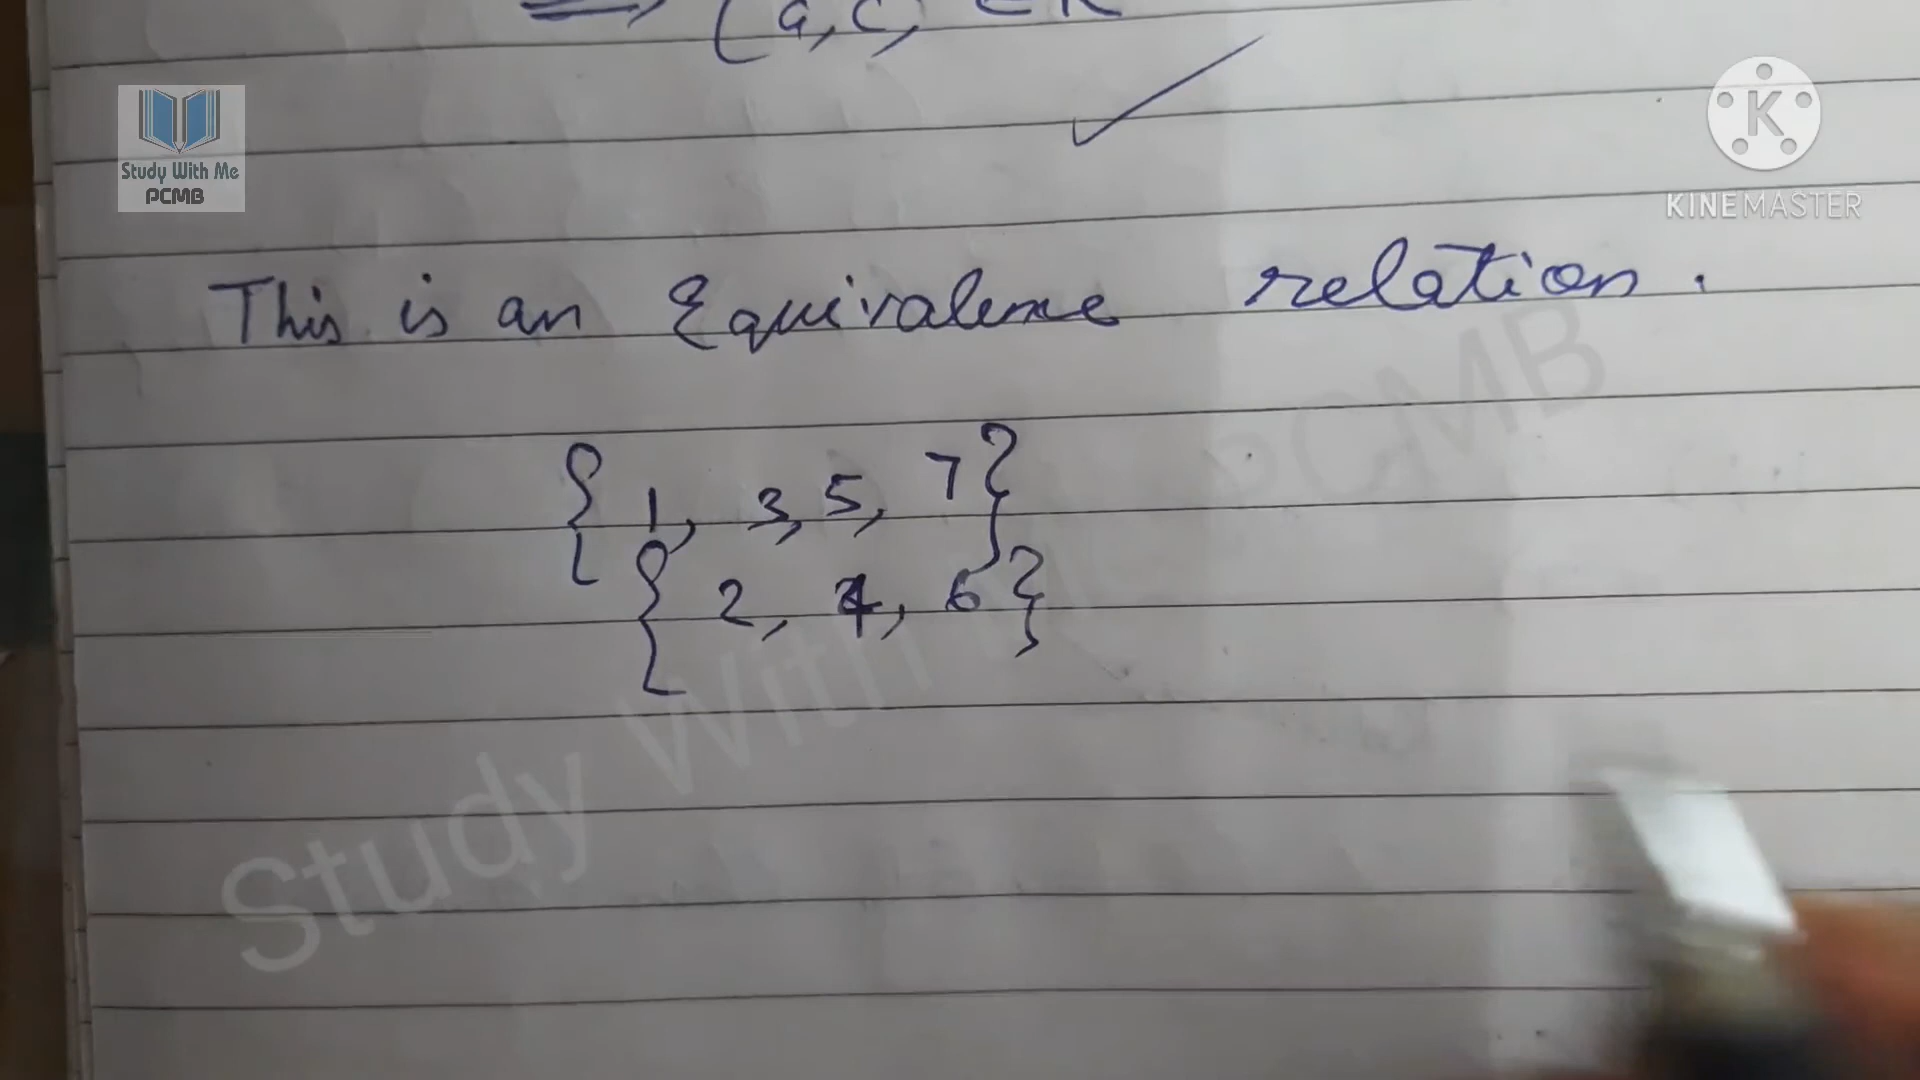 ⟹ (a, c) ∈ R
Study With Me
PCMB
K
KINEMASTER
This is an Equivalence relation.
{ 1, 3, 5, 7 }
{ 2, 4, 6 }
Study With Me PCMB